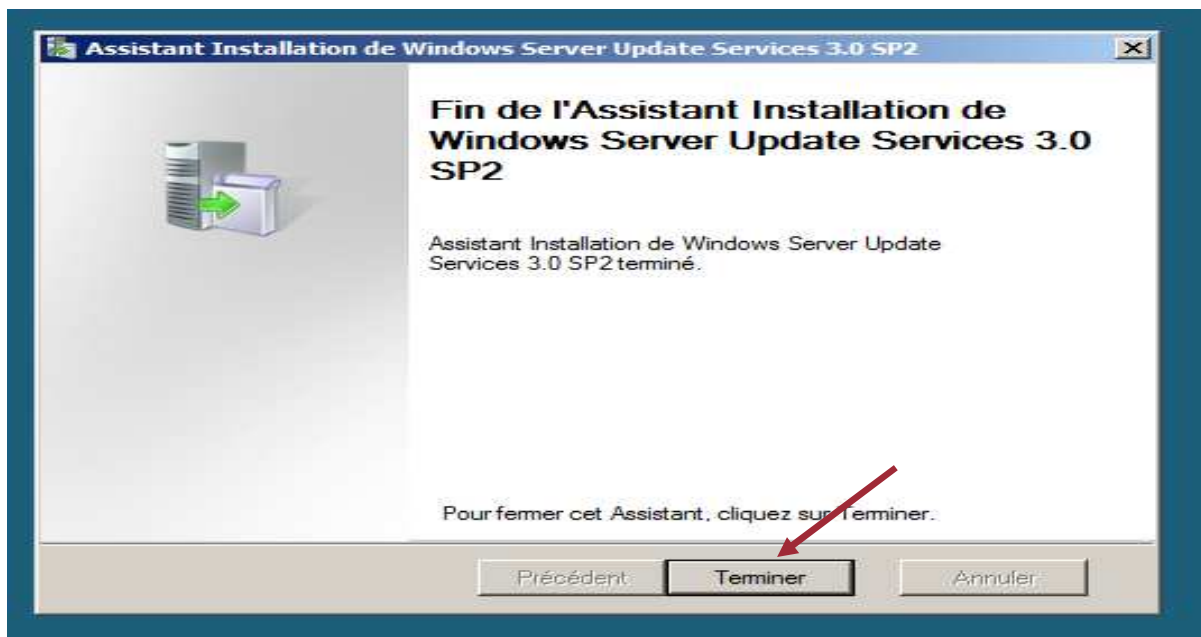 Assistant Installation de Windows Server Update Services 3.0 SP2
Fin de l'Assistant Installation de
Windows Server Update Services 3.0
SP2
Assistant Installation de Windows Server Update
Services 3.0 SP2 terminé.
Pour fermer cet Assistant, cliquez sur Terminer.
Précédent Terminer Annuler